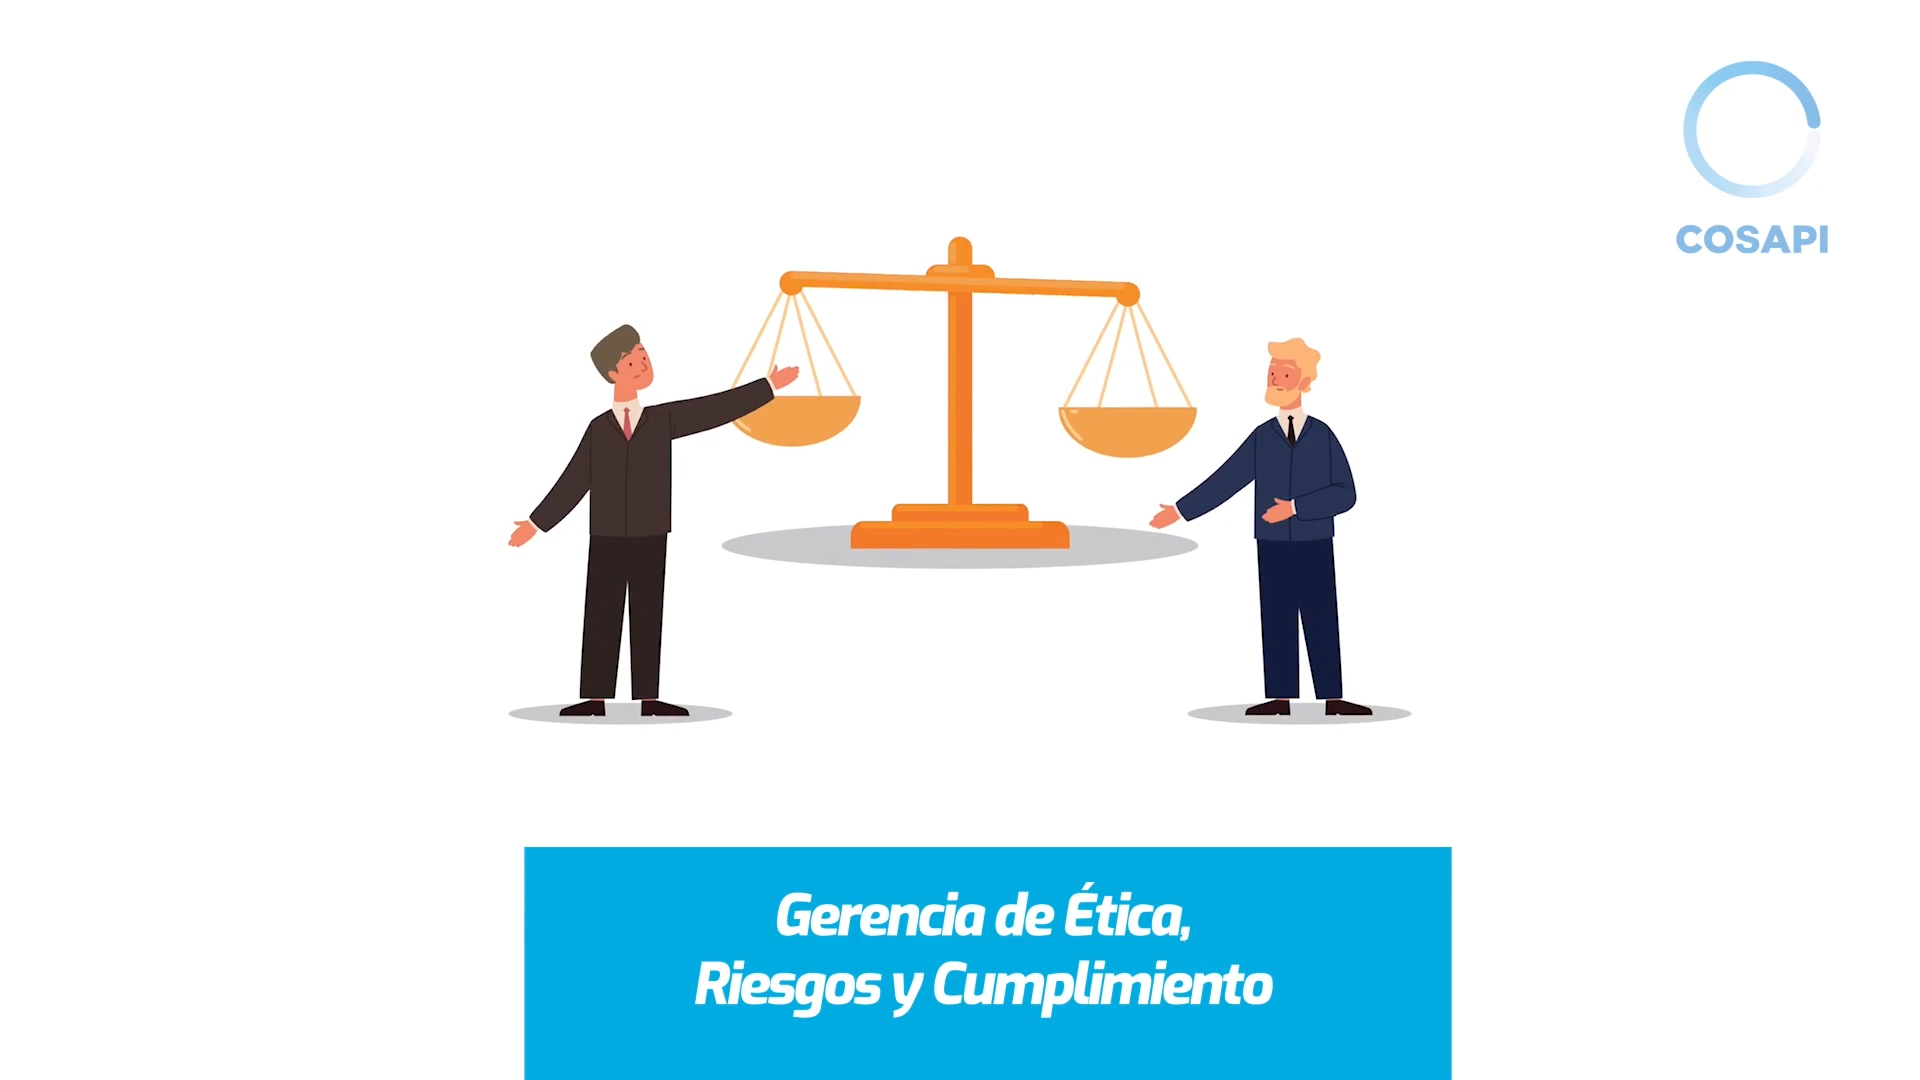 COSAPI
Gerencia de Ética,
Riesgos y Cumplimiento